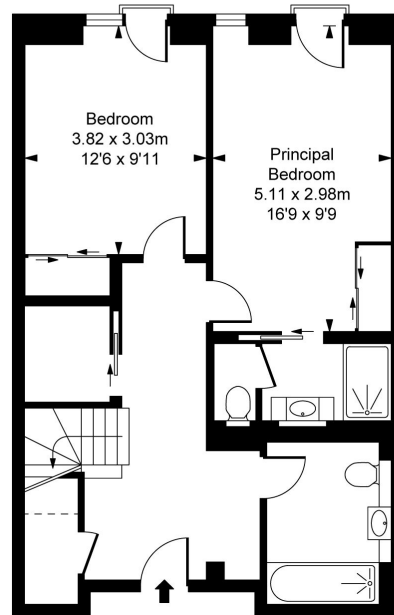 Bedroom
3.82 x 3.03m
12'6 x 9'11
Principal
Bedroom
5.11 x 2.98m
16'9 x 9'9